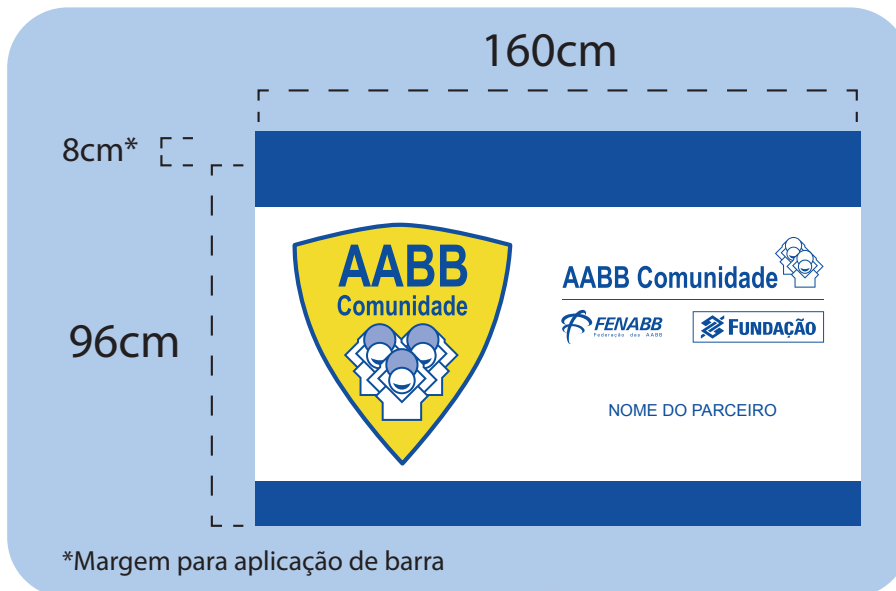 160cm
8cm*
96cm
AABB
Comunidade
AABB Comunidade
FENABB
Federação das AABB
FUNDAÇÃO
NOME DO PARCEIRO
*Margem para aplicação de barra